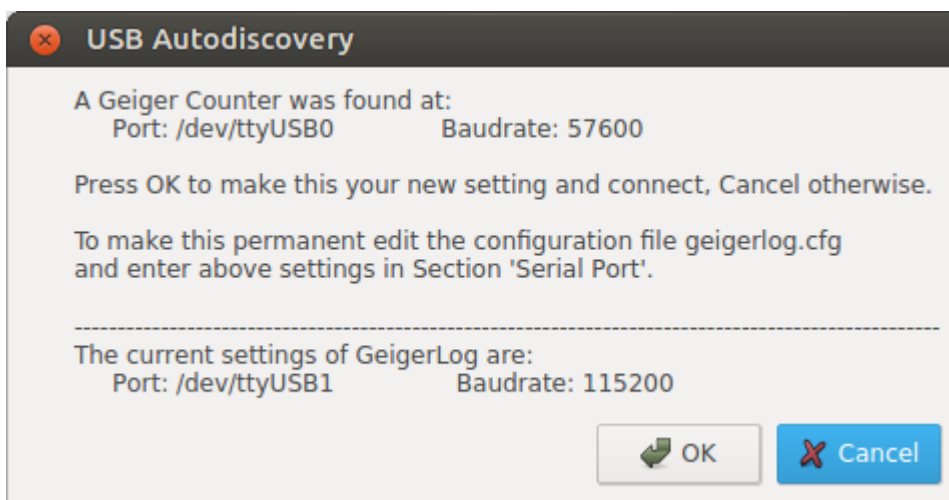 USB Autodiscovery
A Geiger Counter was found at:
Port: /dev/ttyUSB0 Baudrate: 57600
Press OK to make this your new setting and connect, Cancel otherwise.
To make this permanent edit the configuration file geigerlog.cfg
and enter above settings in Section 'Serial Port'.
---------------------------------------------------------------------------------------------------
The current settings of GeigerLog are:
Port: /dev/ttyUSB1 Baudrate: 115200
OK Cancel